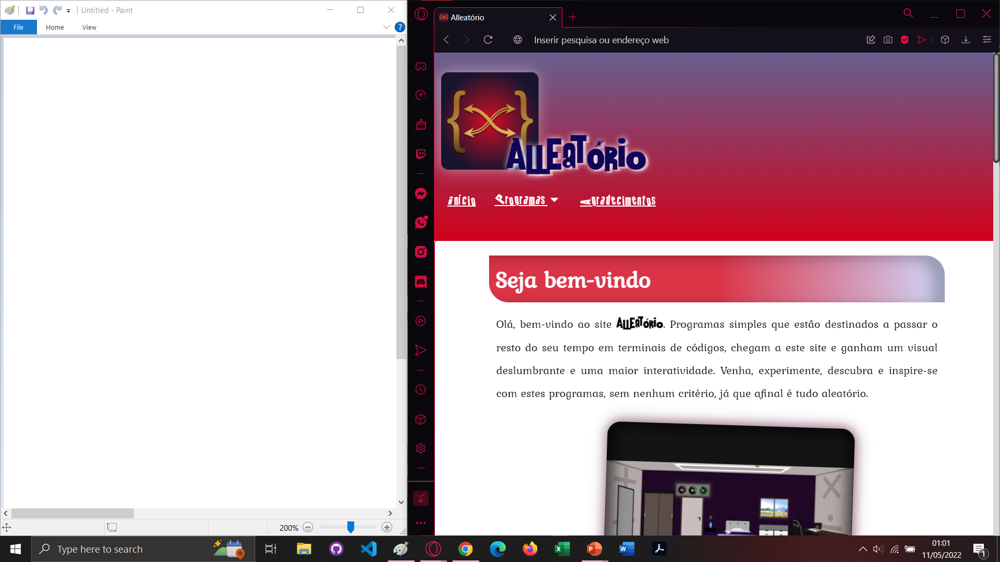 Untitled - Paint
File
Home
View
?
200%
Alleatório
Inserir pesquisa ou endereço web
{ }
Alleatório
Início
Programas
Agradecimentos
Seja bem-vindo
Olá, bem-vindo ao site Alleatório. Programas simples que estão destinados a passar o
resto do seu tempo em terminais de códigos, chegam a este site e ganham um visual
deslumbrante e uma maior interatividade. Venha, experimente, descubra e inspire-se
com estes programas, sem nenhum critério, já que afinal é tudo aleatório.
Type here to search
01:01
11/05/2022
1